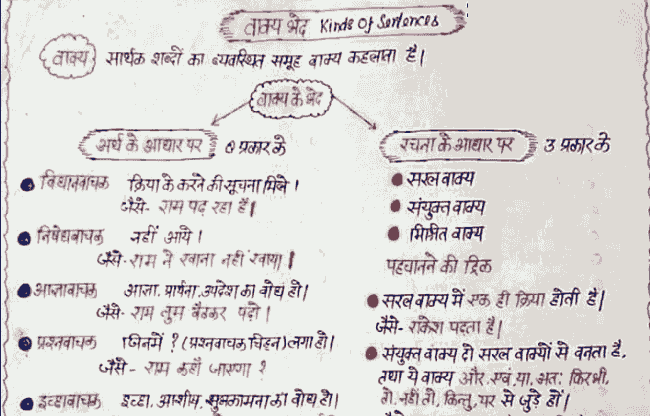 वाक्य भेद Kinds Of Sentences
वाक्य सार्थक शब्दों का व्यवस्थित समूह वाक्य कहलाता है।
वाक्य के भेद
अर्थ के आधार पर 8 प्रकार के
विधानवाचक क्रिया के करने की सूचना मिले।
जैसे- राम पढ़ रहा है।
निषेधवाचक नहीं आये।
जैसे- राम ने खाना नहीं खाया।
आज्ञावाचक आज्ञा, प्रार्थना, उपदेश का बोध हो।
जैसे- राम तुम बैठकर पढ़ो।
प्रश्नवाचक जिनमें ? (प्रश्नवाचक चिह्न) लगा हो।
जैसे - राम कहाँ जाएगा ?
इच्छावाचक इच्छा, आशीष, शुभकामना का बोध हो।
रचना के आधार पर 3 प्रकार के
सरल वाक्य
संयुक्त वाक्य
मिश्रित वाक्य
पहचानने की ट्रिक
सरल वाक्य में एक ही क्रिया होती है।
जैसे- राकेश पढ़ता है।
संयुक्त वाक्य दो सरल वाक्यों से बनता है,
तथा ये वाक्य और, एवं, या, अतः फिर भी,
तो, नहीं तो, किन्तु, पर से जुड़े हों।